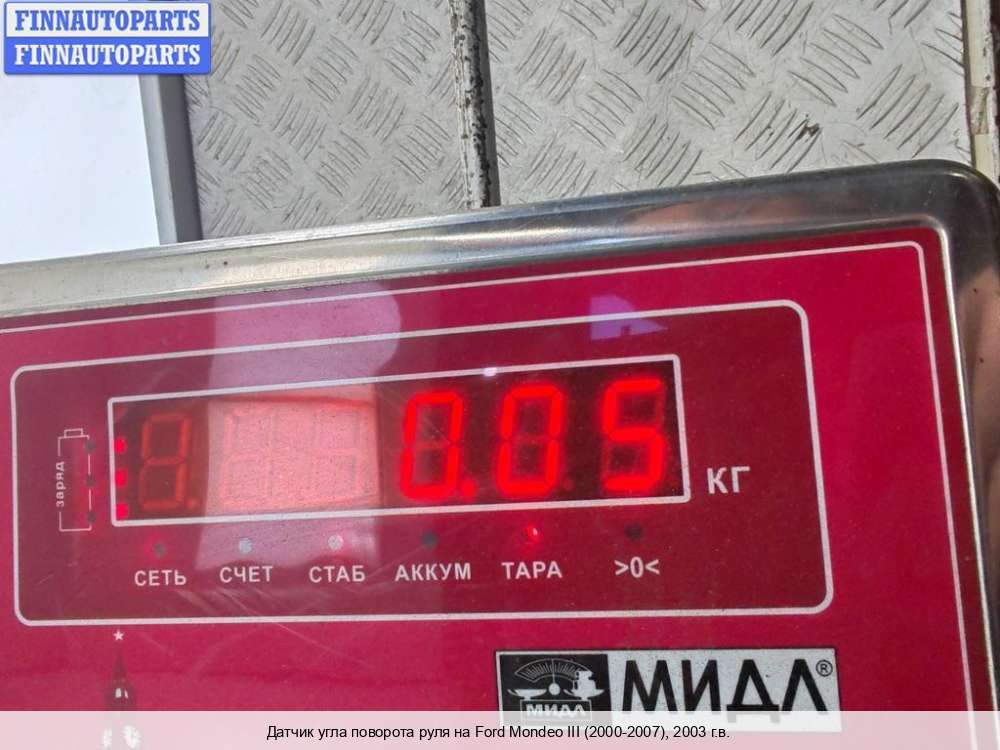 FINNAUTOPARTS
FINNAUTOPARTS
заряд
0.05
КГ
СЕТЬ СЧЕТ СТАБ АККУМ ТАРА >0<
МИДЛ
МИДЛ®
Датчик угла поворота руля на Ford Mondeo III (2000-2007), 2003 г.в.